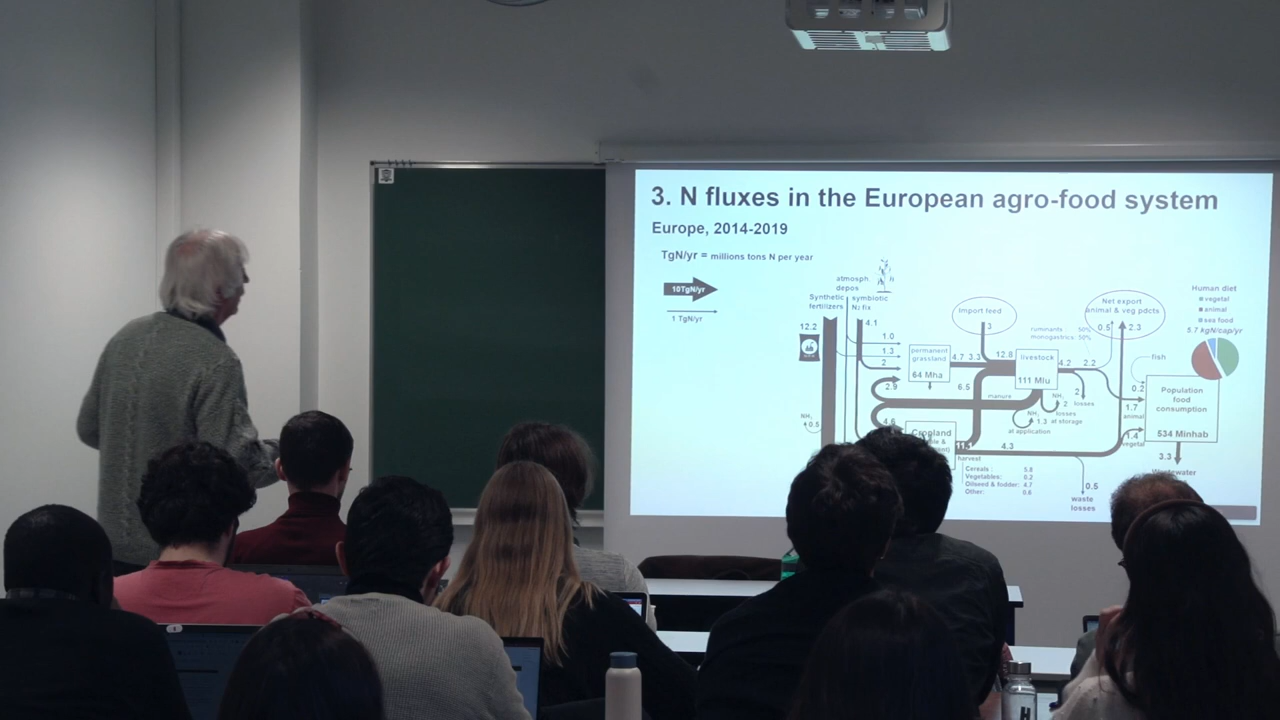 3. N fluxes in the European agro-food system
Europe, 2014-2019
TgN/yr = millions tons N per year
10TgN/yr
1 TgN/yr
atmosph.
depos
Synthetic
fertilizers
symbiotic
N₂ fix
12.2
4.1
1.0
1.3
2
2.9
4.6
NH₃
0.5
permanent
grassland
64 Mha
4.7
3.3
12.8
6.5
Import feed
3
ruminants 50%
monogastrics: 50%
livestock
111 Mlu
4.2
2.2
manure
NH₃
2
losses
at storage
NH₃
1.3
at application
2
losses
Net export
animal & veg pdcts
0.5
2.3
fish
0.2
1.7
animal
1.4
vegetal
Population
food
consumption
534 Minhab
3.3
Wastewater
Human diet
vegetal
animal
sea food
5.7 kgN/cap/yr
Cropland
11.1
4.3
harvest
Cereals : 5.8
Vegetables: 0.2
Oilseed & fodder: 4.7
Other: 0.6
0.5
waste
losses
H